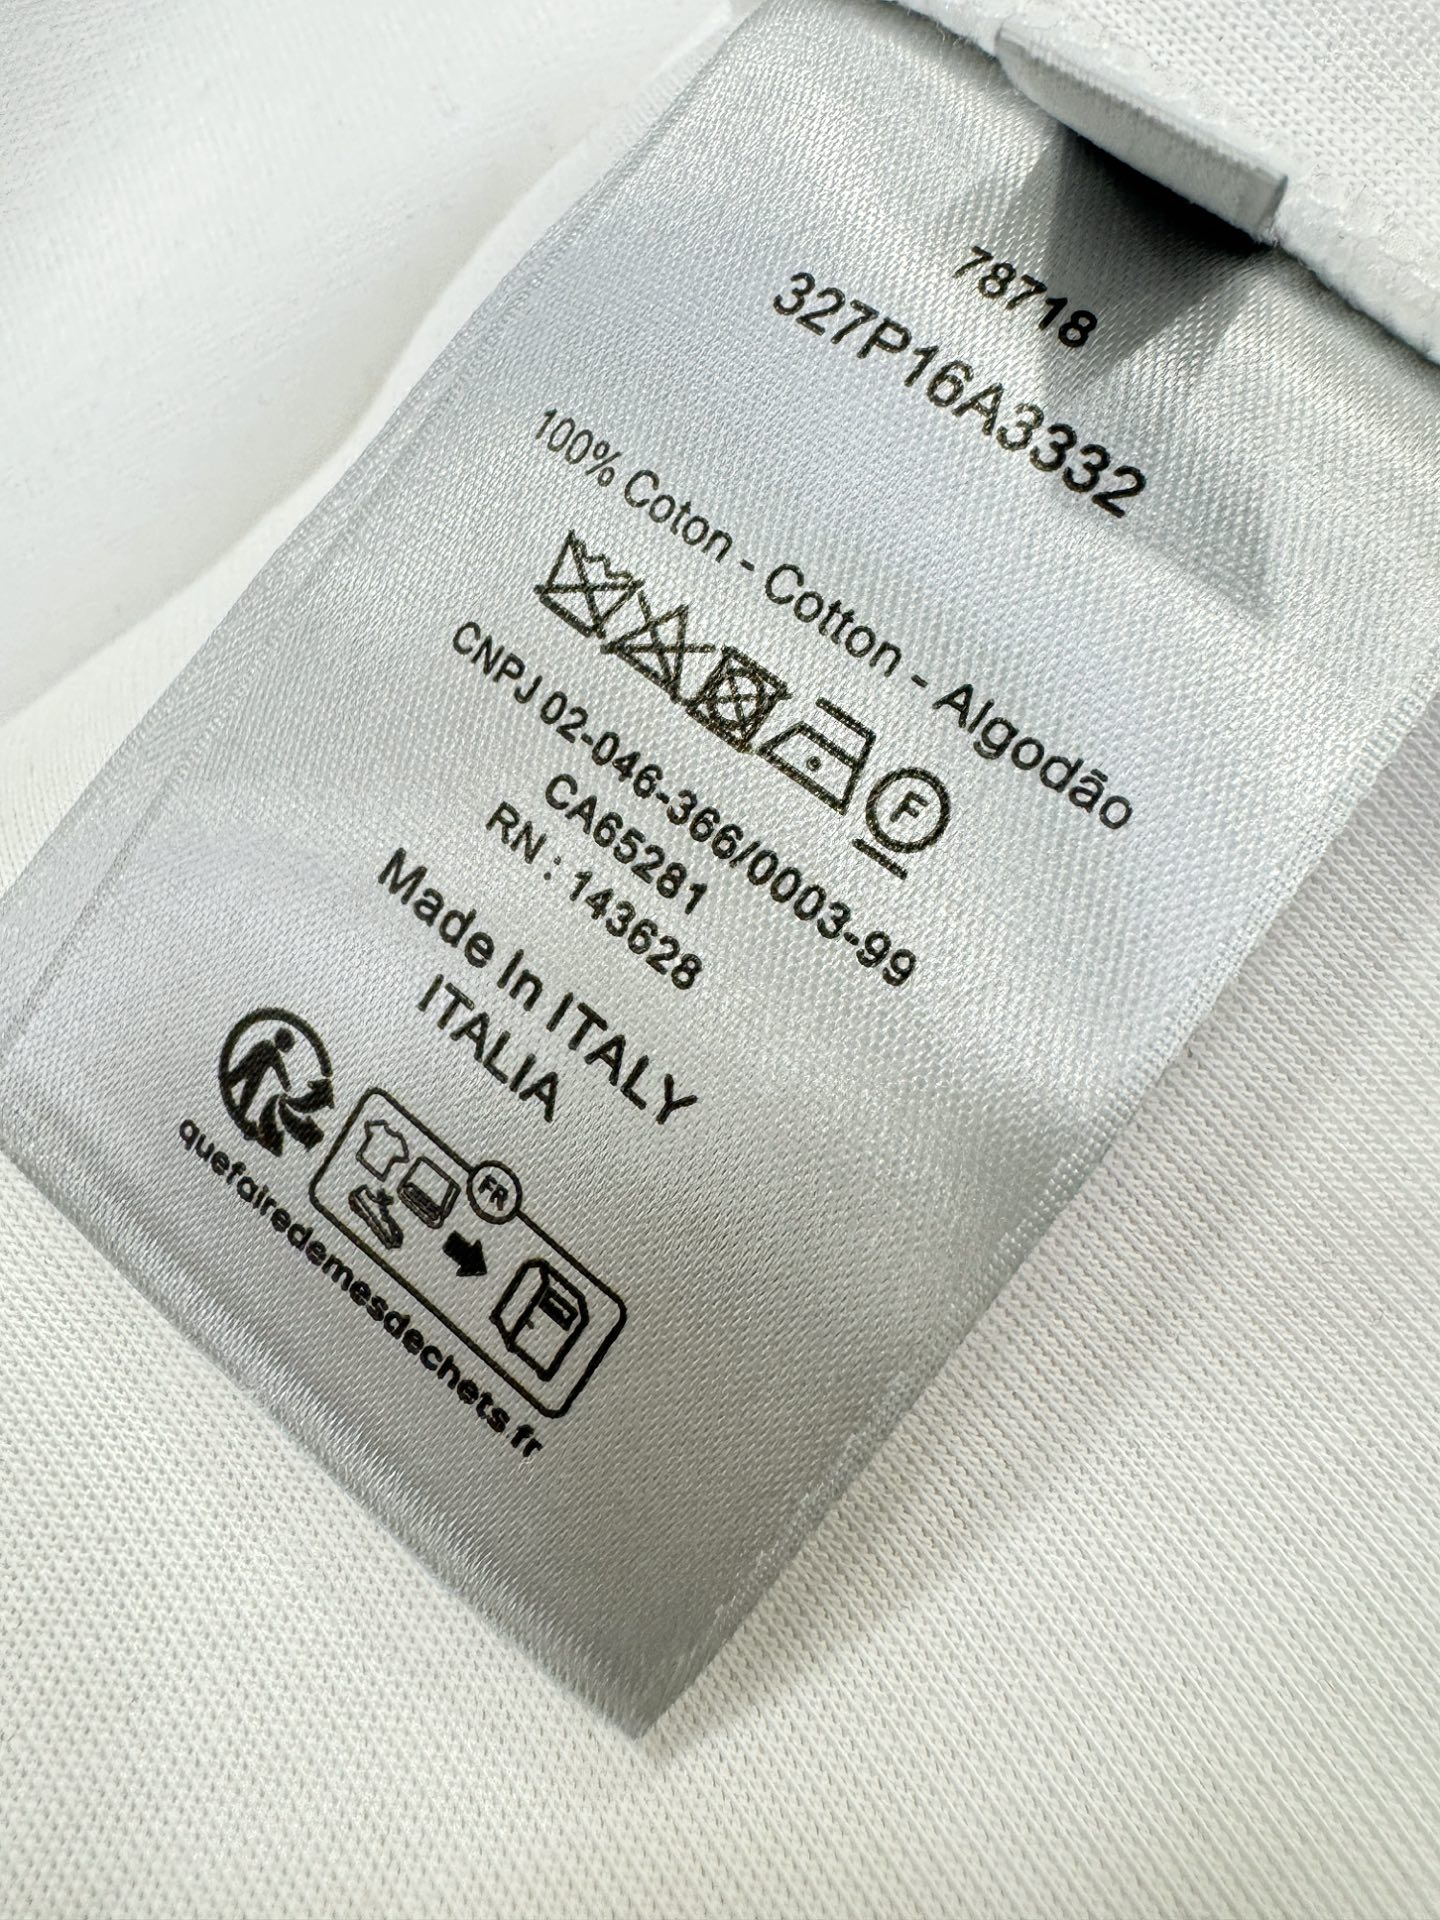 78718
327P16A3332
100% Coton - Cotton - Algodão
F
CNPJ 02-046-366/0003-99
CA65281
RN : 143628
Made In ITALY
ITALIA
FR
quefairedemesdechets.fr